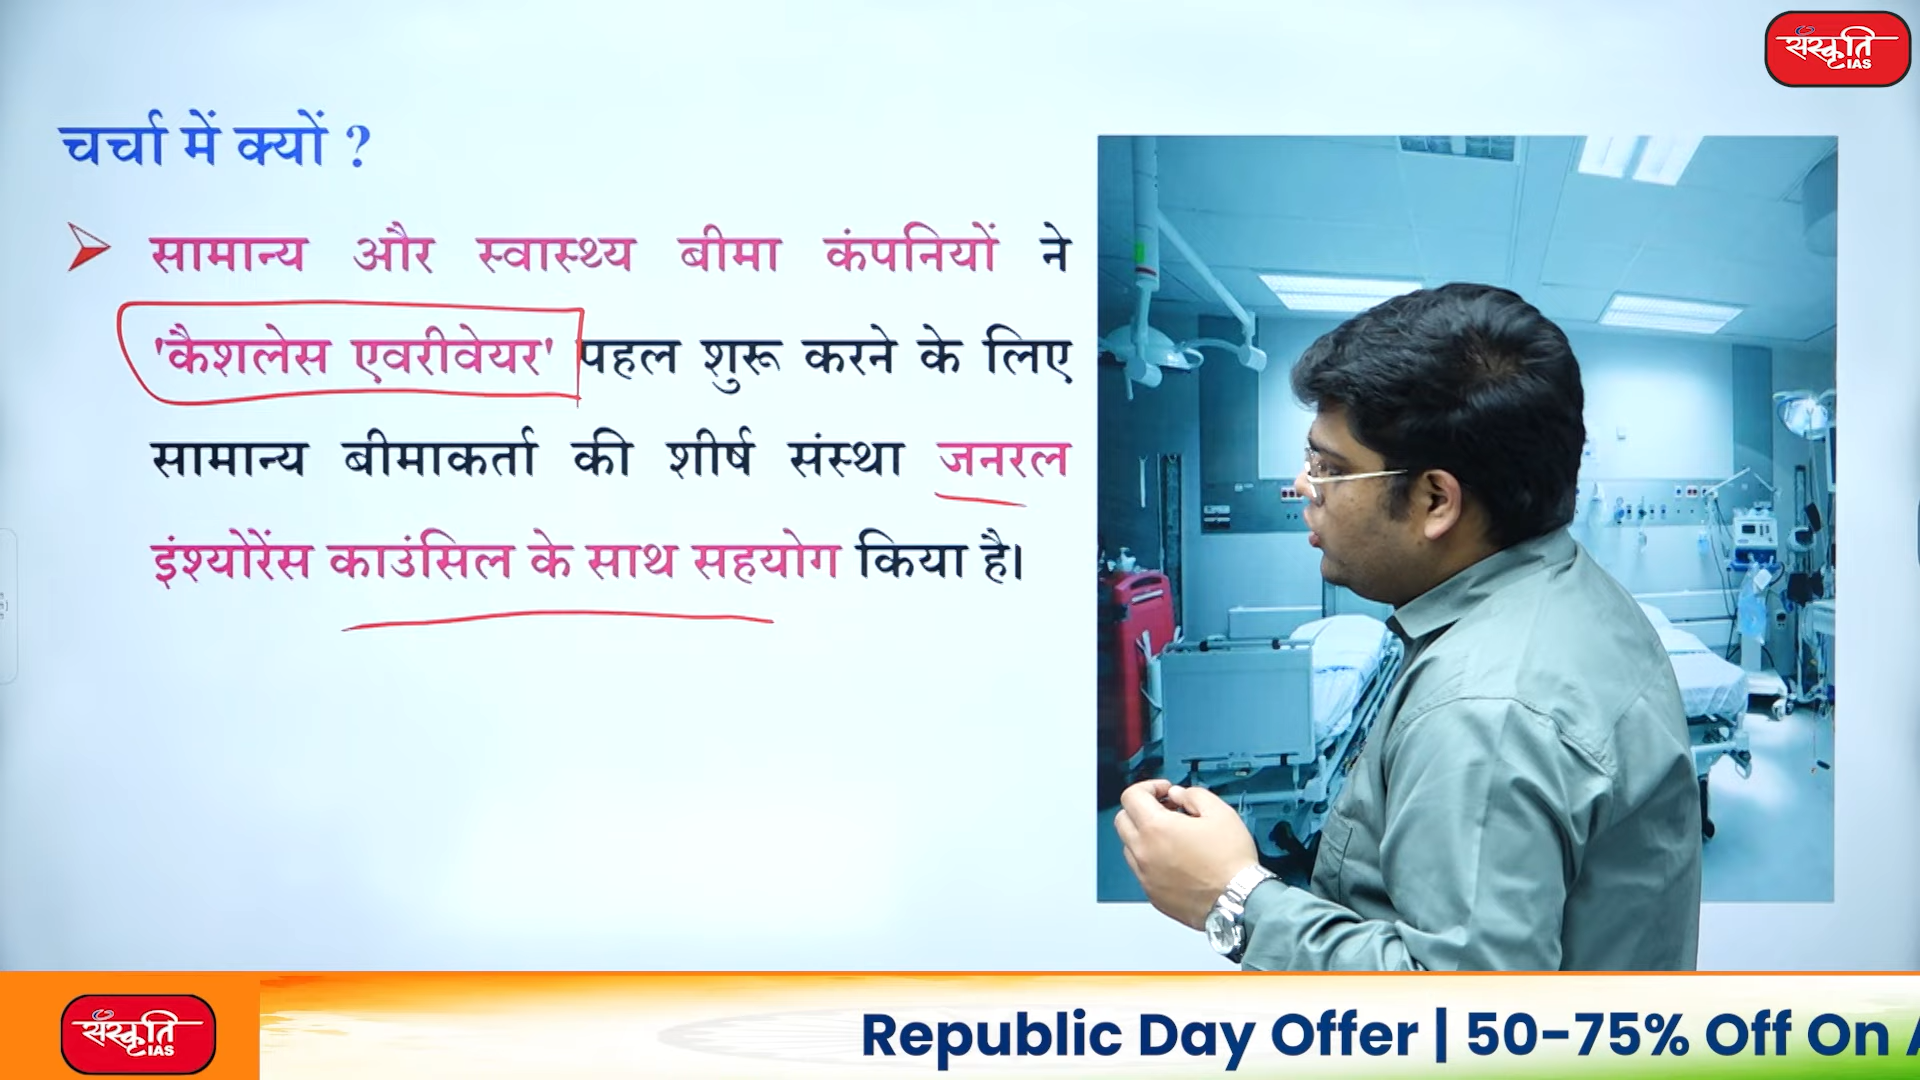 संस्कृति
IAS
चर्चा में क्यों ?
सामान्य और स्वास्थ्य बीमा कंपनियों ने
'कैशलेस एवरीवेयर' पहल शुरू करने के लिए
सामान्य बीमाकर्ता की शीर्ष संस्था जनरल
इंश्योरेंस काउंसिल के साथ सहयोग किया है।
संस्कृति
IAS
Republic Day Offer | 50-75% Off On